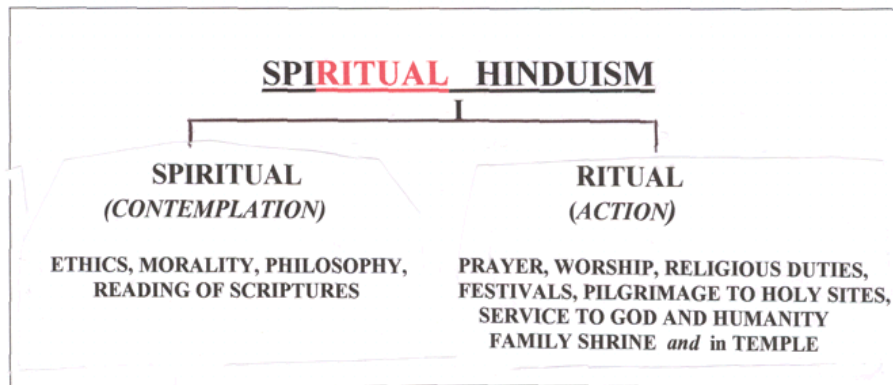 SPIRITUAL HINDUISM
SPIRITUAL
(CONTEMPLATION)
ETHICS, MORALITY, PHILOSOPHY,
READING OF SCRIPTURES
RITUAL
(ACTION)
PRAYER, WORSHIP, RELIGIOUS DUTIES,
FESTIVALS, PILGRIMAGE TO HOLY SITES,
SERVICE TO GOD AND HUMANITY
FAMILY SHRINE and in TEMPLE